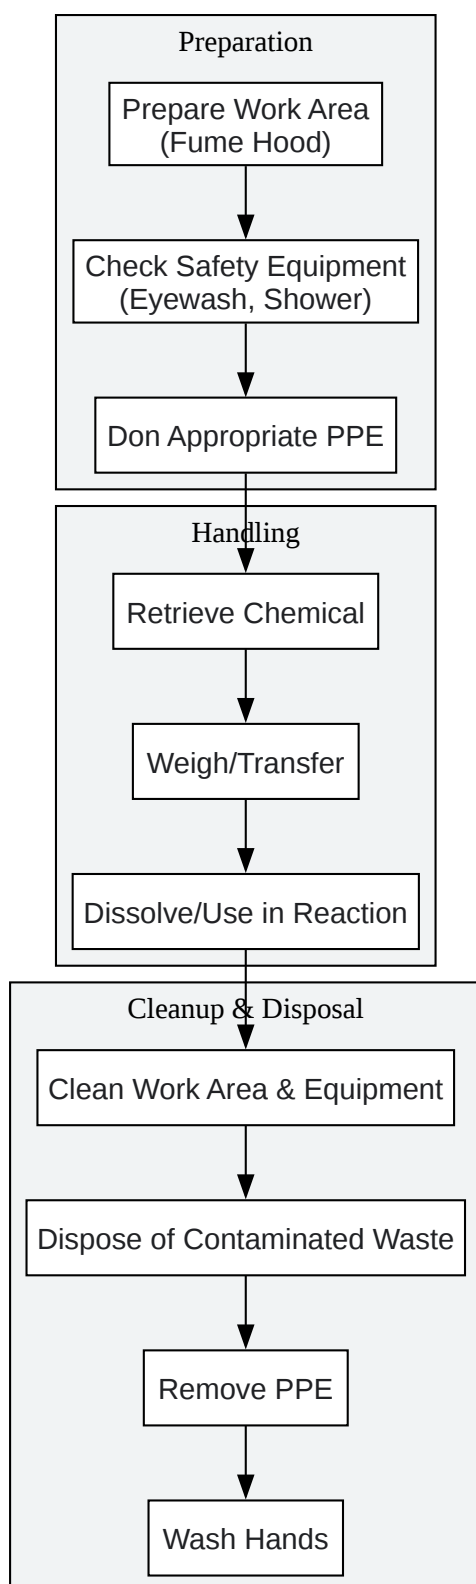 Preparation
Prepare Work Area
(Fume Hood)
Check Safety Equipment
(Eyewash, Shower)
Don Appropriate PPE
Handling
Retrieve Chemical
Weigh/Transfer
Dissolve/Use in Reaction
Cleanup & Disposal
Clean Work Area & Equipment
Dispose of Contaminated Waste
Remove PPE
Wash Hands